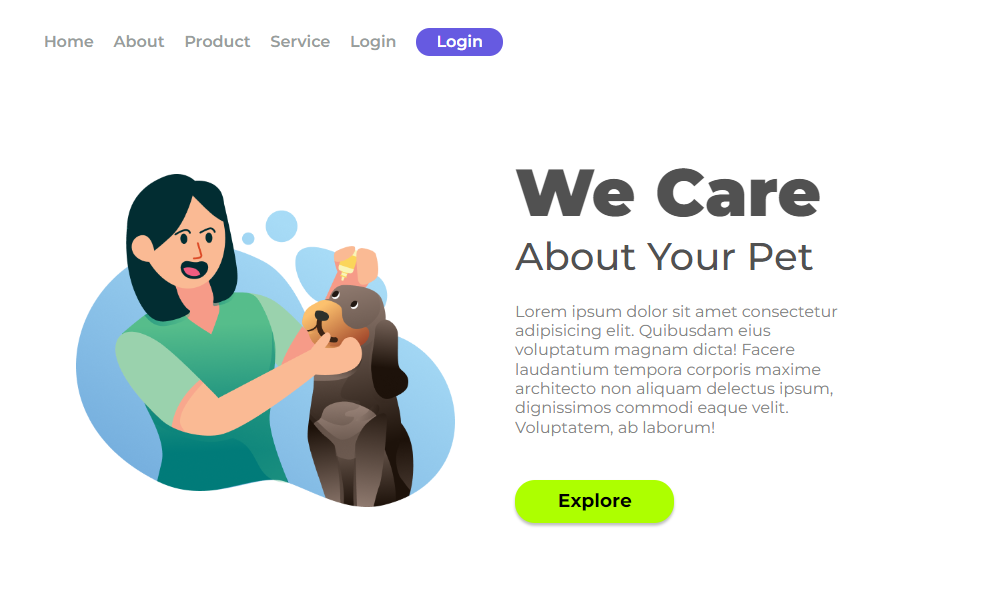 Home About Product Service Login Login
We Care
About Your Pet
Lorem ipsum dolor sit amet consectetur
adipisicing elit. Quibusdam eius
voluptatum magnam dicta! Facere
laudantium tempora corporis maxime
architecto non aliquam delectus ipsum,
dignissimos commodi eaque velit.
Voluptatem, ab laborum!
Explore